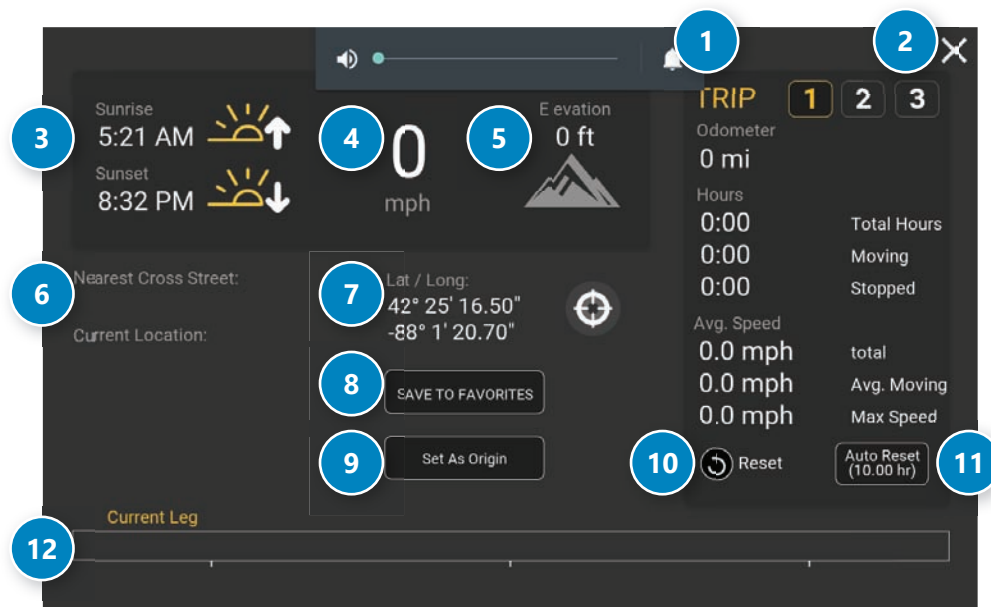 1
2
TRIP 1 2 3
3
Sunrise
5:21 AM
Sunset
8:32 PM
4
0
mph
5
E evation
0 ft
Odometer
0 mi
Hours
0:00 Total Hours
0:00 Moving
0:00 Stopped
6
Nearest Cross Street:
Current Location:
7
Lat / Long:
42° 25' 16.50"
-88° 1' 20.70"
Avg. Speed
0.0 mph total
0.0 mph Avg. Moving
0.0 mph Max Speed
8
SAVE TO FAVORITES
9
Set As Origin
10
Reset
Auto Reset
(10.00 hr)
11
Current Leg
12